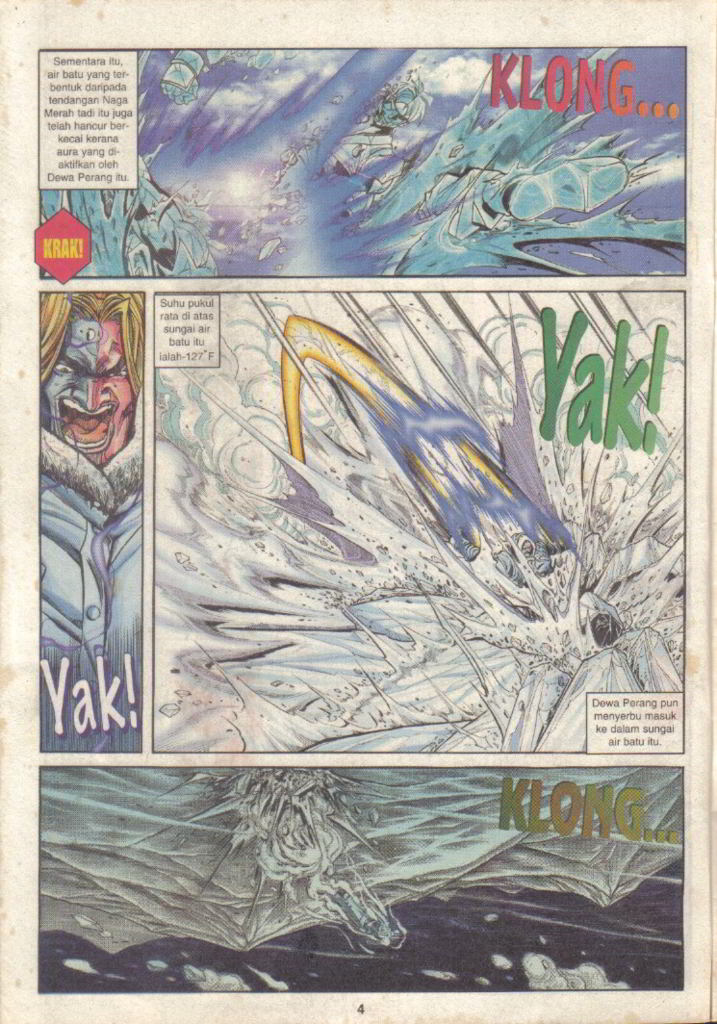 Sementara itu,
air batu yang ter-
bentuk daripada
tendangan Naga
Merah tadi itu juga
telah hancur ber-
kecai kerana
aura yang di-
aktifkan oleh
Dewa Perang itu.
KLONG...
KRAK!
Suhu pukul
rata di atas
sungai air
batu itu
ialah-127°F
Yak!
Yak!
Dewa Perang pun
menyerbu masuk
ke dalam sungai
air batu itu.
KLONG...
4